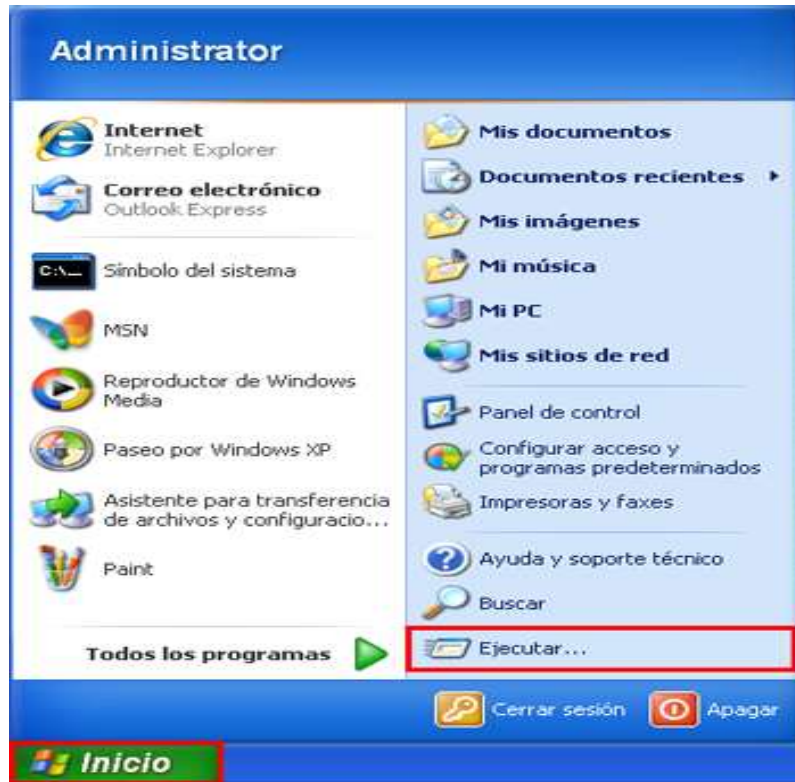 Administrator
Internet
Internet Explorer
Correo electrónico
Outlook Express
C:\_
Símbolo del sistema
MSN
Reproductor de Windows
Media
Paseo por Windows XP
Asistente para transferencia
de archivos y configuracio...
Paint
Todos los programas
Mis documentos
Documentos recientes
Mis imágenes
Mi música
Mi PC
Mis sitios de red
Panel de control
Configurar acceso y
programas predeterminados
Impresoras y faxes
Ayuda y soporte técnico
Buscar
Ejecutar...
Cerrar sesión
Apagar
Inicio